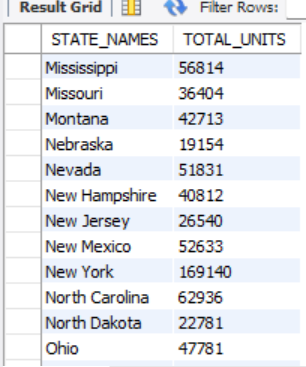 Result Grid Filter Rows:
STATE_NAMES TOTAL_UNITS
Mississippi 56814
Missouri 36404
Montana 42713
Nebraska 19154
Nevada 51831
New Hampshire 40812
New Jersey 26540
New Mexico 52633
New York 169140
North Carolina 62936
North Dakota 22781
Ohio 47781